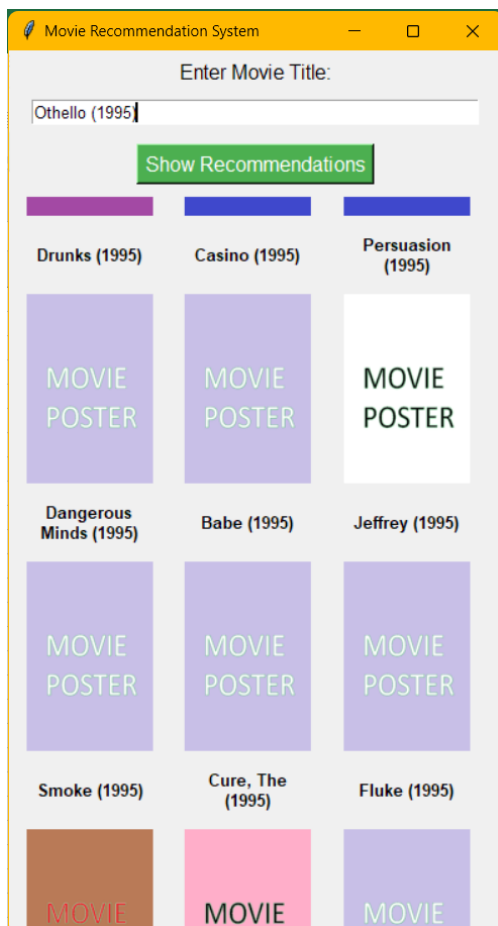 Movie Recommendation System
Enter Movie Title:
Othello (1995)
Show Recommendations
Drunks (1995)
Casino (1995)
Persuasion
(1995)
MOVIE
POSTER
MOVIE
POSTER
MOVIE
POSTER
Dangerous
Minds (1995)
Babe (1995)
Jeffrey (1995)
MOVIE
POSTER
MOVIE
POSTER
MOVIE
POSTER
Smoke (1995)
Cure, The
(1995)
Fluke (1995)
MOVIE
MOVIE
MOVIE